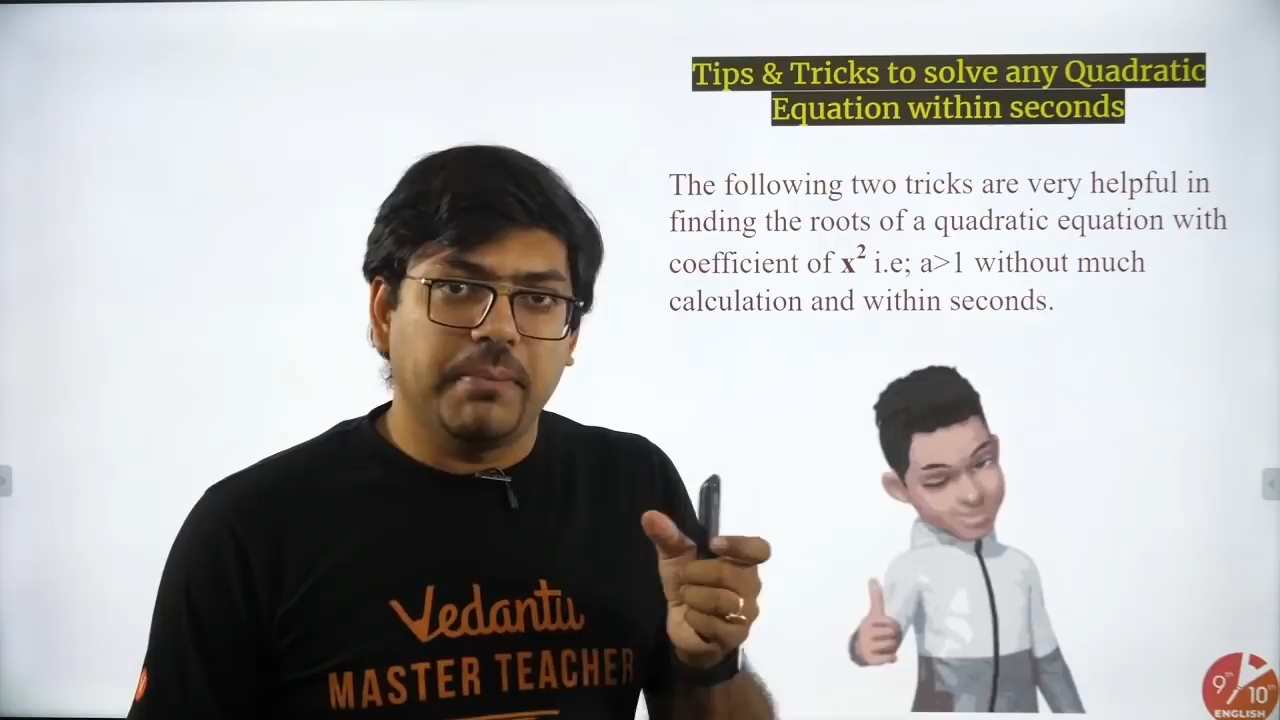 Tips & Tricks to solve any Quadratic
Equation within seconds
The following two tricks are very helpful in
finding the roots of a quadratic equation with
coefficient of x² i.e; a>1 without much
calculation and within seconds.
Vedantu
MASTER TEACHER
9th 10th
ENGLISH